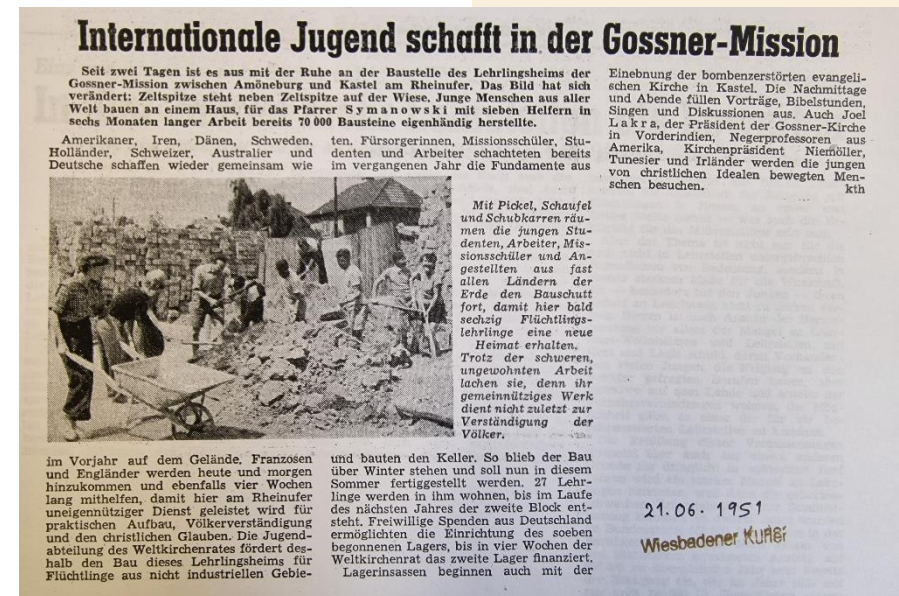 Internationale Jugend schafft in der Gossner-Mission
Seit zwei Tagen ist es aus mit der Ruhe an der Baustelle des Lehrlingsheims der
Gossner-Mission zwischen Amöneburg und Kastel am Rheinufer. Das Bild hat sich
verändert: Zeltspitze steht neben Zeltspitze auf der Wiese. Junge Menschen aus aller
Welt bauen an einem Haus, für das Pfarrer Symanowski mit sieben Helfern in
sechs Monaten langer Arbeit bereits 70 000 Bausteine eigenhändig herstellte.
Amerikaner, Iren, Dänen, Schweden,
Holländer, Schweizer, Australier und
Deutsche schaffen wieder gemeinsam wie
im Vorjahr auf dem Gelände. Franzosen
und Engländer werden heute und morgen
hinzukommen und ebenfalls vier Wochen
lang mithelfen, damit hier am Rheinufer
uneigennütziger Dienst geleistet wird für
praktischen Aufbau, Völkerverständigung
und den christlichen Glauben. Die Jugend-
abteilung des Weltkirchenrates fördert des-
halb den Bau dieses Lehrlingsheims für
Flüchtlinge aus nicht industriellen Gebie-
ten. Fürsorgerinnen, Missionsschüler, Stu-
denten und Arbeiter schachteten bereits
im vergangenen Jahr die Fundamente aus
und bauten den Keller. So blieb der Bau
über Winter stehen und soll nun in diesem
Sommer fertiggestellt werden. 27 Lehr-
linge werden in ihm wohnen, bis im Laufe
des nächsten Jahres der zweite Block ent-
steht. Freiwillige Spenden aus Deutschland
ermöglichten die Einrichtung des soeben
begonnenen Lagers, bis in vier Wochen der
Weltkirchenrat das zweite Lager finanziert.
Lagerinsassen beginnen auch mit der
Einebnung der bombenzerstörten evangeli-
schen Kirche in Kastel. Die Nachmittage
und Abende füllen Vorträge, Bibelstunden,
Singen und Diskussionen aus. Auch Joel
Lakra, der Präsident der Gossner-Kirche
in Vorderindien, Negerprofessoren aus
Amerika, Kirchenpräsident Niemöller,
Tunesier und Irländer werden die jungen
von christlichen Idealen bewegten Men-
schen besuchen. kth
Mit Pickel, Schaufel
und Schubkarren räu-
men die jungen Stu-
denten, Arbeiter, Mis-
sionsschüler und An-
gestellten aus fast
allen Ländern der
Erde den Bauschutt
fort, damit hier bald
sechzig Flüchtlings-
lehrlinge eine neue
Heimat erhalten.
Trotz der schweren,
ungewohnten Arbeit
lachen sie, denn ihr
gemeinnütziges Werk
dient nicht zuletzt zur
Verständigung der
Völker.
21.06.1951
Wiesbadener Kurier